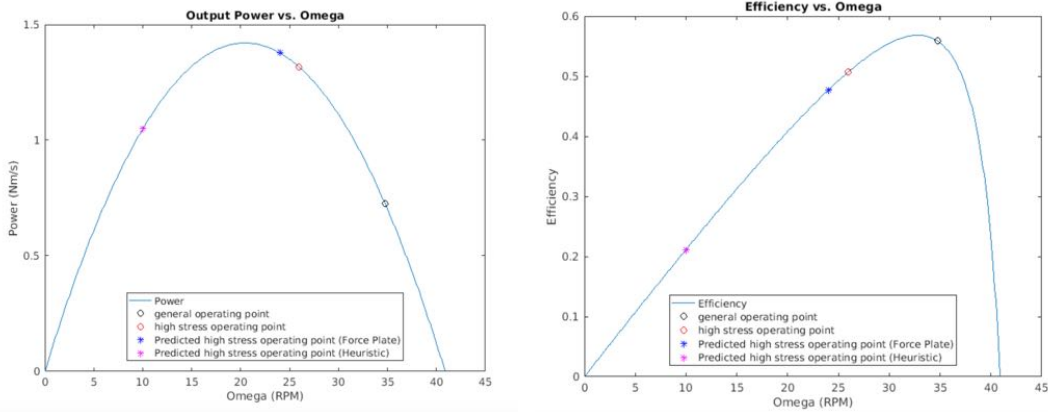 Output Power vs. Omega
1.5
1
0.5
0
Power (Nm/s)
Power
general operating point
high stress operating point
Predicted high stress operating point (Force Plate)
Predicted high stress operating point (Heuristic)
0 5 10 15 20 25 30 35 40 45
Omega (RPM)
Efficiency vs. Omega
0.6
0.5
0.4
0.3
0.2
0.1
0
Efficiency
Efficiency
general operating point
high stress operating point
Predicted high stress operating point (Force Plate)
Predicted high stress operating point (Heuristic)
0 5 10 15 20 25 30 35 40 45
Omega (RPM)